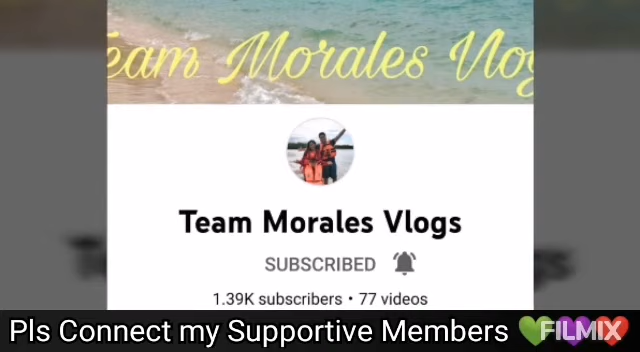 Team Morales Vlog
Team Morales Vlogs
SUBSCRIBED
1.39K subscribers • 77 videos
Pls Connect my Supportive Members 💚💜❤️
FILMIX